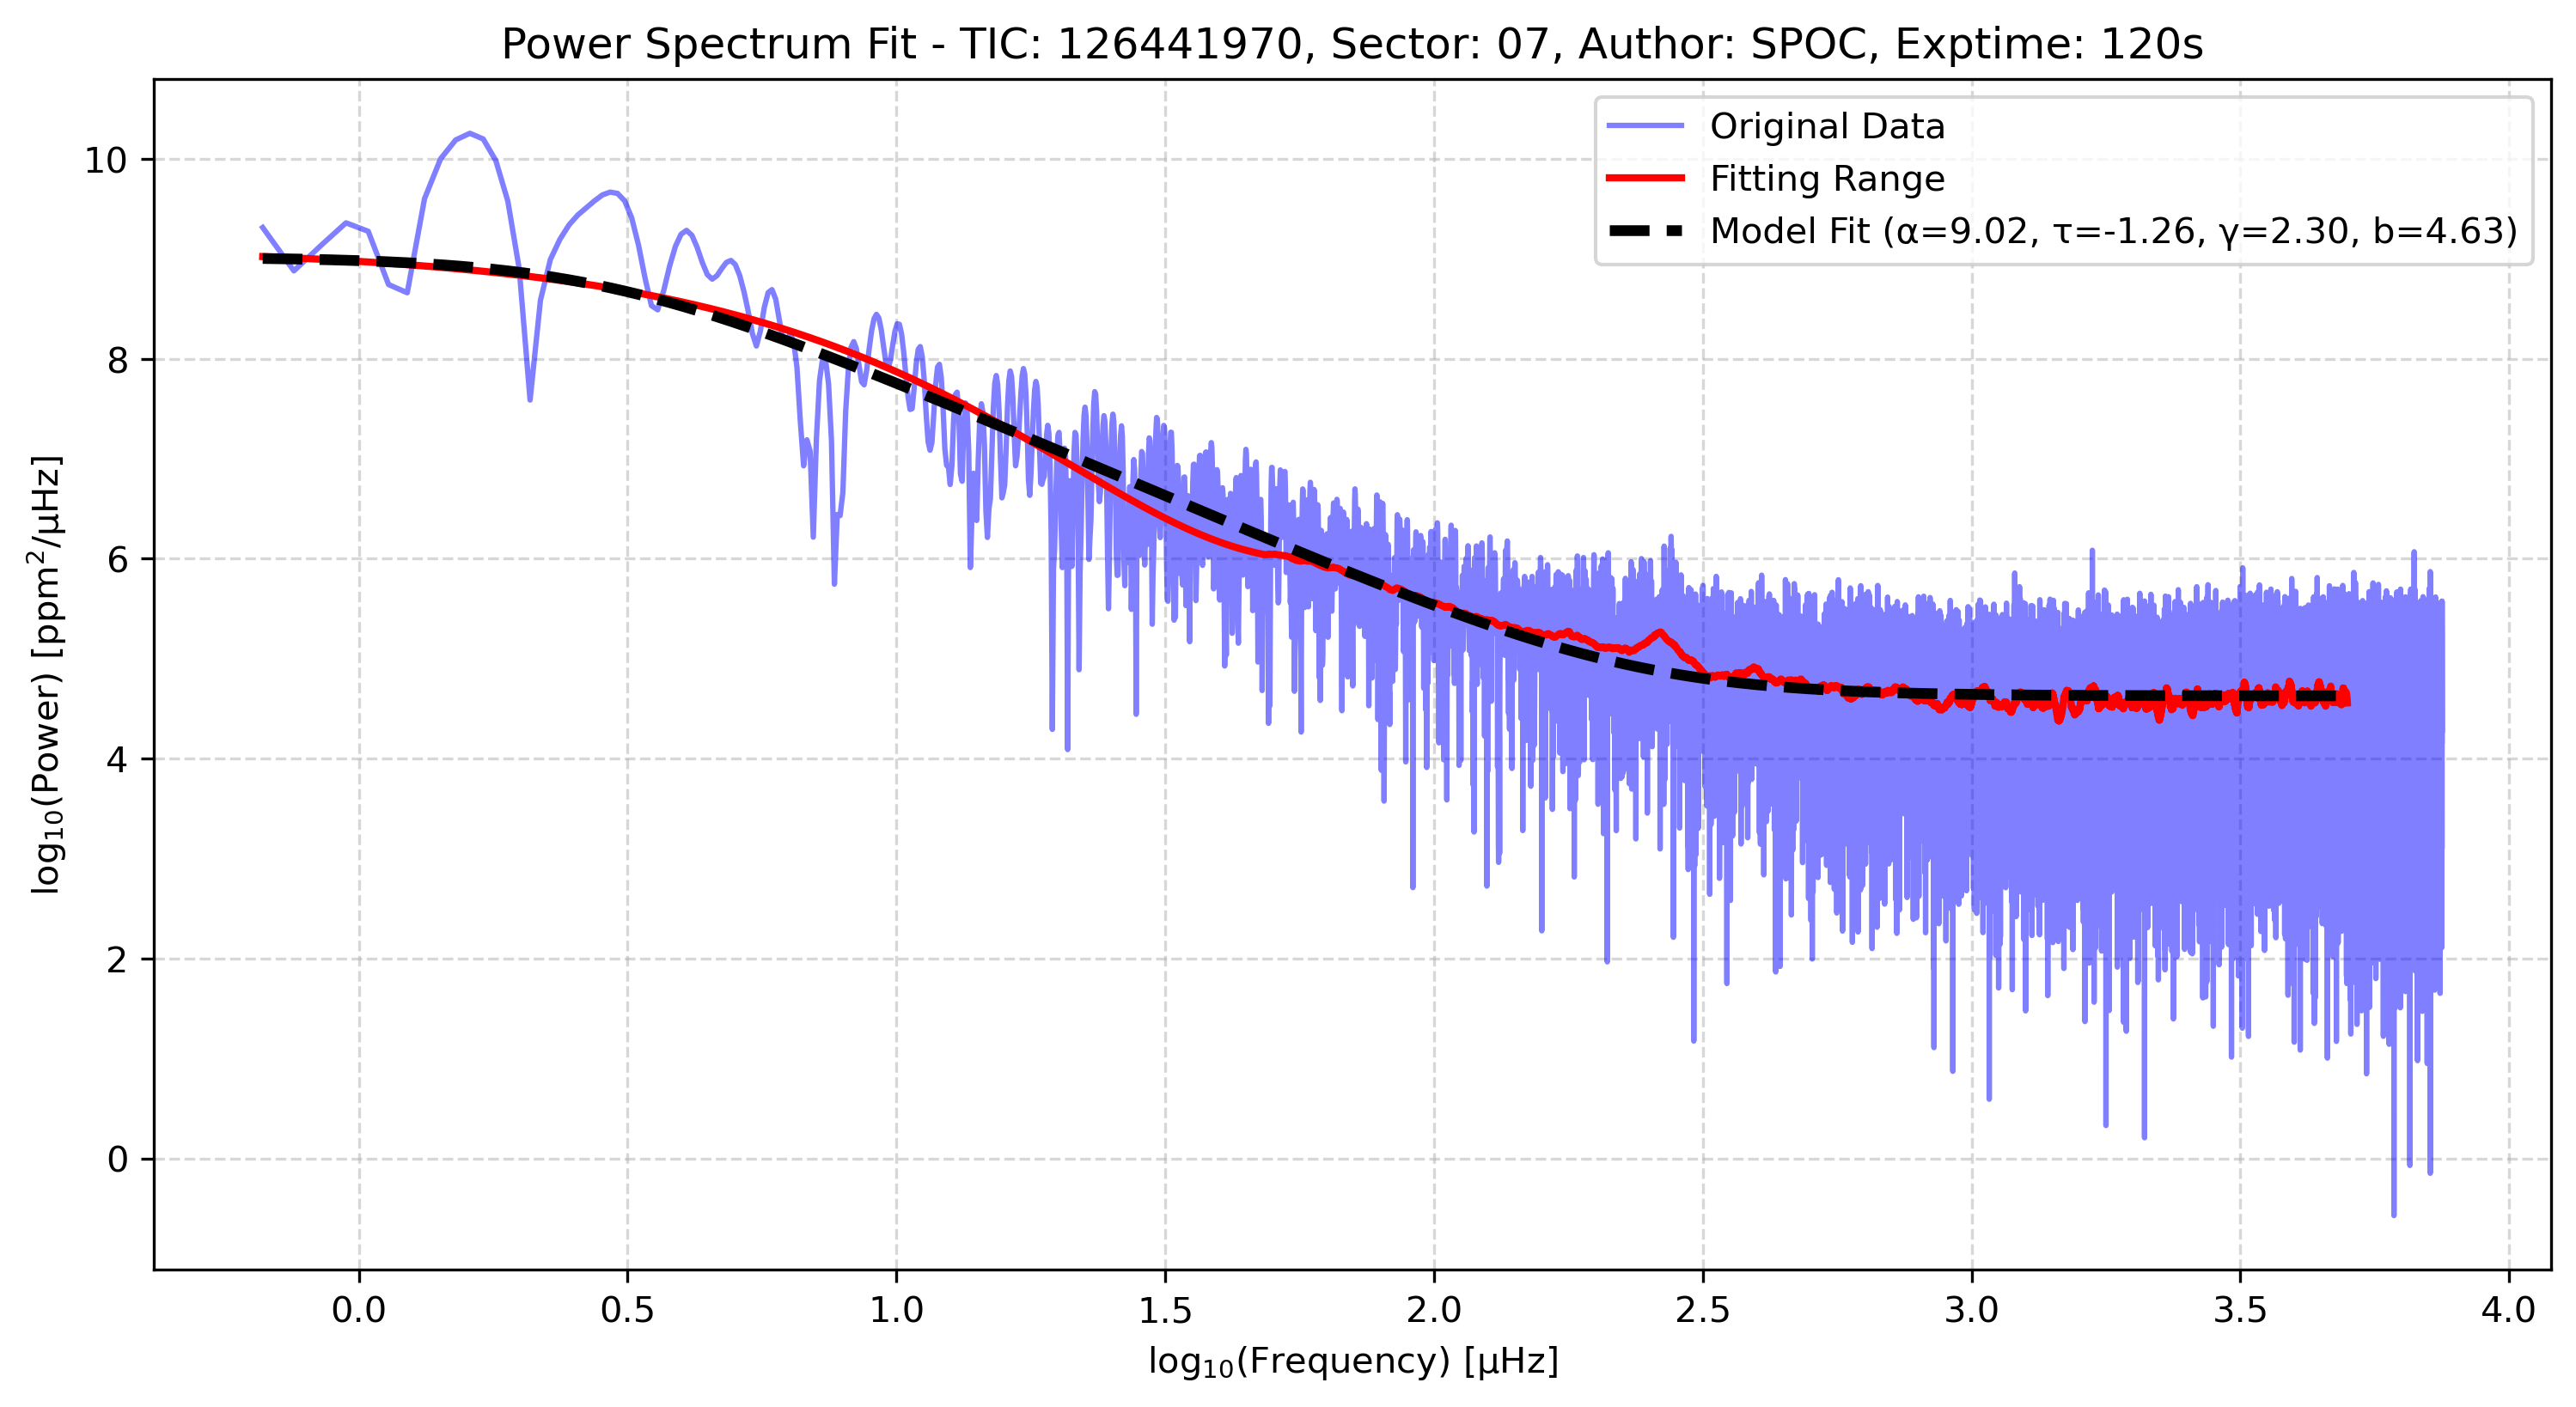 Power Spectrum Fit - TIC: 126441970, Sector: 07, Author: SPOC, Exptime: 120s
Original Data
Fitting Range
Model Fit (α=9.02, τ=-1.26, γ=2.30, b=4.63)
log₁₀(Power) [ppm²/μHz]
10
8
6
4
2
0
0.0 0.5 1.0 1.5 2.0 2.5 3.0 3.5 4.0
log₁₀(Frequency) [μHz]